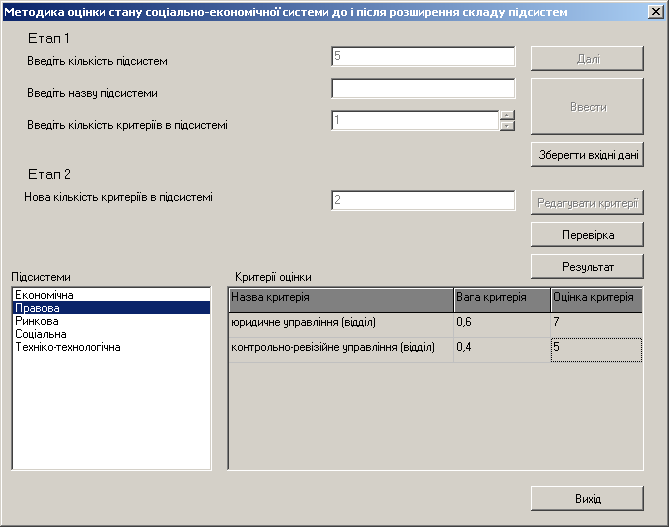 Методика оцінки стану соціально-економічної системи до і після розширення складу підсистем
Етап 1
Введіть кількість підсистем 5 Далі
Введіть назву підсистеми Ввести
Введіть кількість критеріїв в підсистемі 1
Зберегти вхідні дані
Етап 2
Нова кількість критеріїв в підсистемі 2 Редагувати критерії
Перевірка
Результат
Підсистеми Критерії оцінки
Економічна Назва критерія Вага критерія Оцінка критерія
Правова
Ринкова юридичне управління (відділ) 0,6 7
Соціальна
Техніко-технологічна контрольно-ревізійне управління (відділ) 0,4 5
Вихід